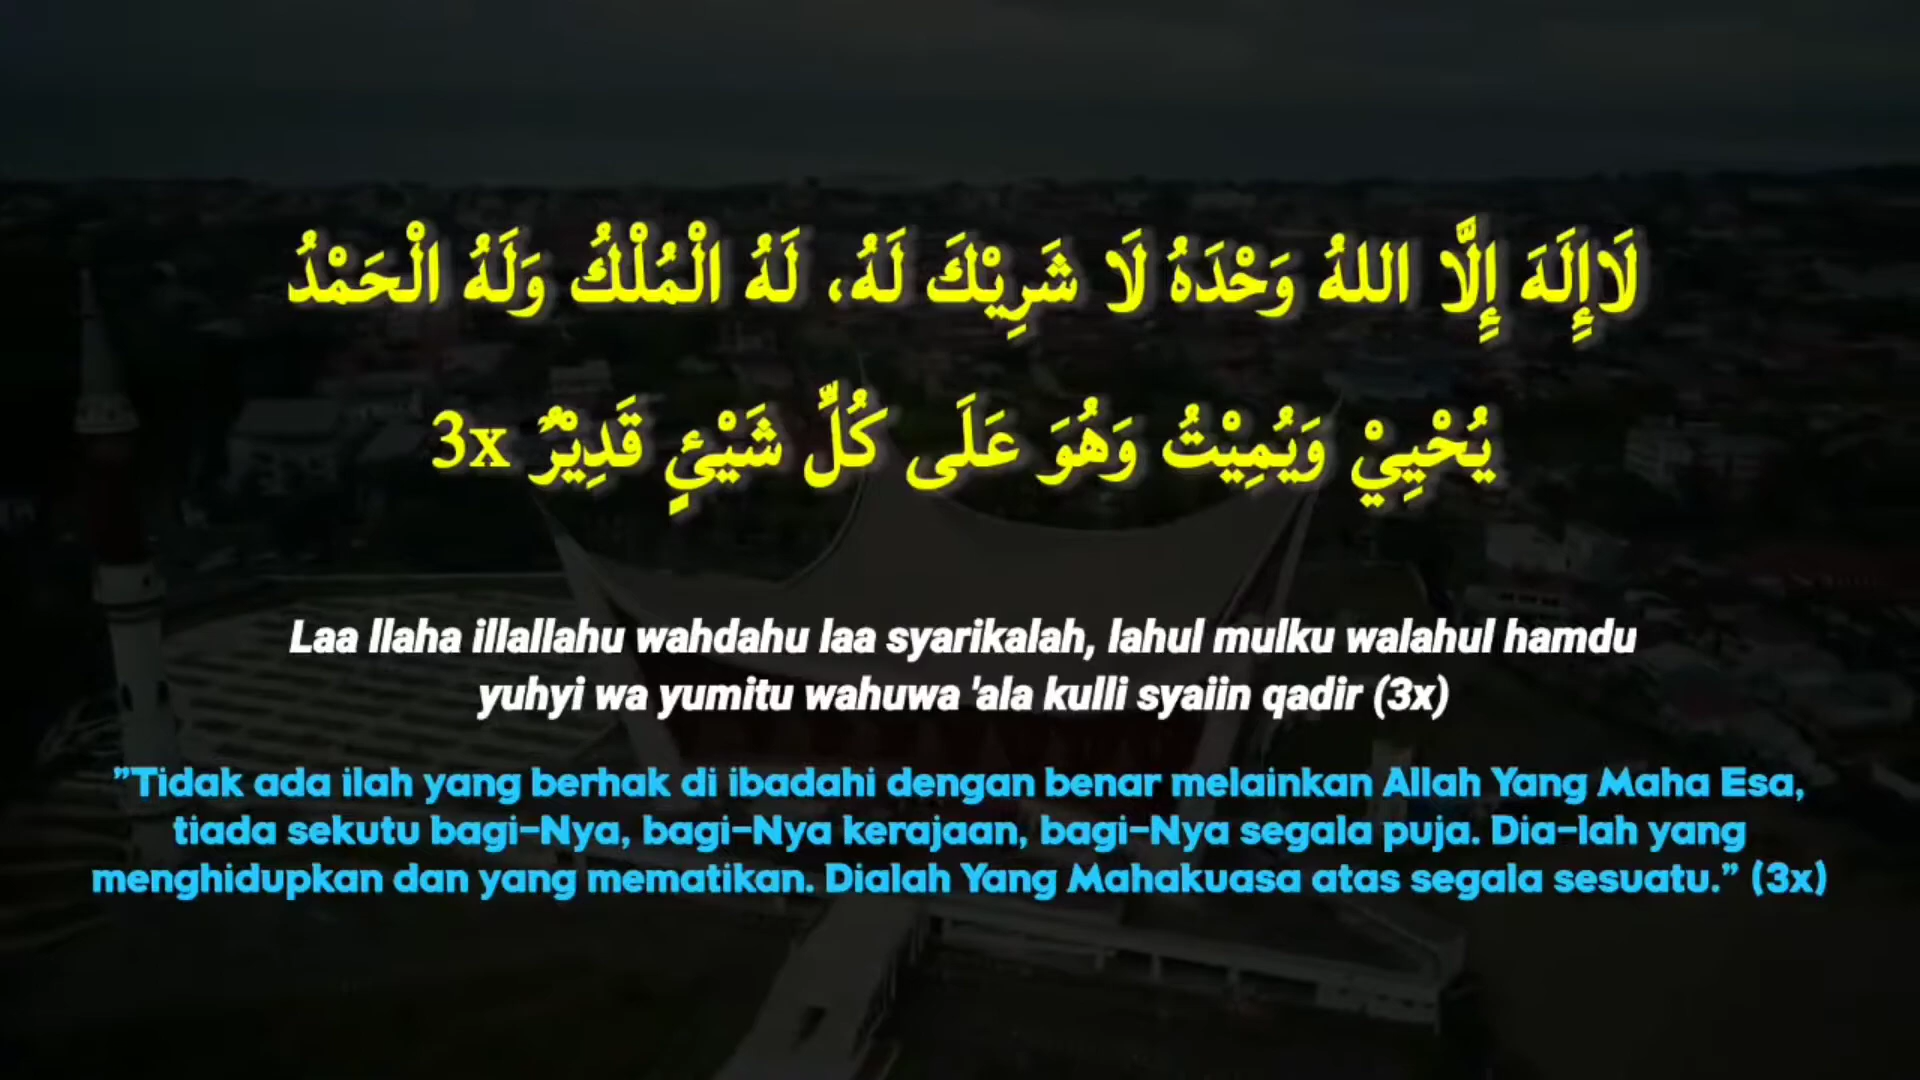 لَاإِلَهَ إِلَّا اللهُ وَحْدَهُ لَا شَرِيْكَ لَهُ، لَهُ الْمُلْكُ وَلَهُ الْحَمْدُ
يُحْيِيْ وَيُمِيْتُ وَهُوَ عَلَى كُلِّ شَيْئٍ قَدِيْرٌ 3x
Laa llaha illallahu wahdahu laa syarikalah, lahul mulku walahul hamdu
yuhyi wa yumitu wahuwa 'ala kulli syaiin qadir (3x)
”Tidak ada ilah yang berhak di ibadahi dengan benar melainkan Allah Yang Maha Esa,
tiada sekutu bagi-Nya, bagi-Nya kerajaan, bagi-Nya segala puja. Dia-lah yang
menghidupkan dan yang mematikan. Dialah Yang Mahakuasa atas segala sesuatu.” (3x)